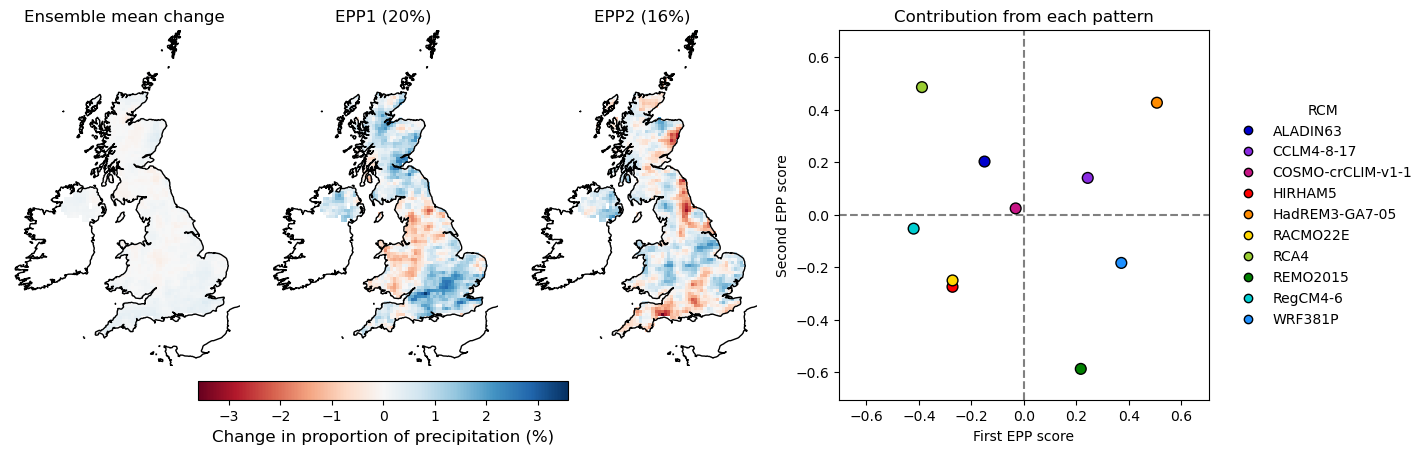 Ensemble mean change
EPP1 (20%)
EPP2 (16%)
−3 −2 −1 0 1 2 3
Change in proportion of precipitation (%)
Contribution from each pattern
Second EPP score
0.6
0.4
0.2
0.0
−0.2
−0.4
−0.6
−0.6 −0.4 −0.2 0.0 0.2 0.4 0.6
First EPP score
RCM
ALADIN63
CCLM4-8-17
COSMO-crCLIM-v1-1
HIRHAM5
HadREM3-GA7-05
RACMO22E
RCA4
REMO2015
RegCM4-6
WRF381P